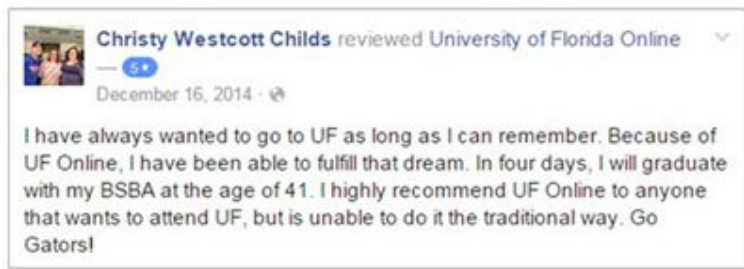 Christy Westcott Childs reviewed University of Florida Online
— 5★
December 16, 2014 ·
I have always wanted to go to UF as long as I can remember. Because of
UF Online, I have been able to fulfill that dream. In four days, I will graduate
with my BSBA at the age of 41. I highly recommend UF Online to anyone
that wants to attend UF, but is unable to do it the traditional way. Go
Gators!